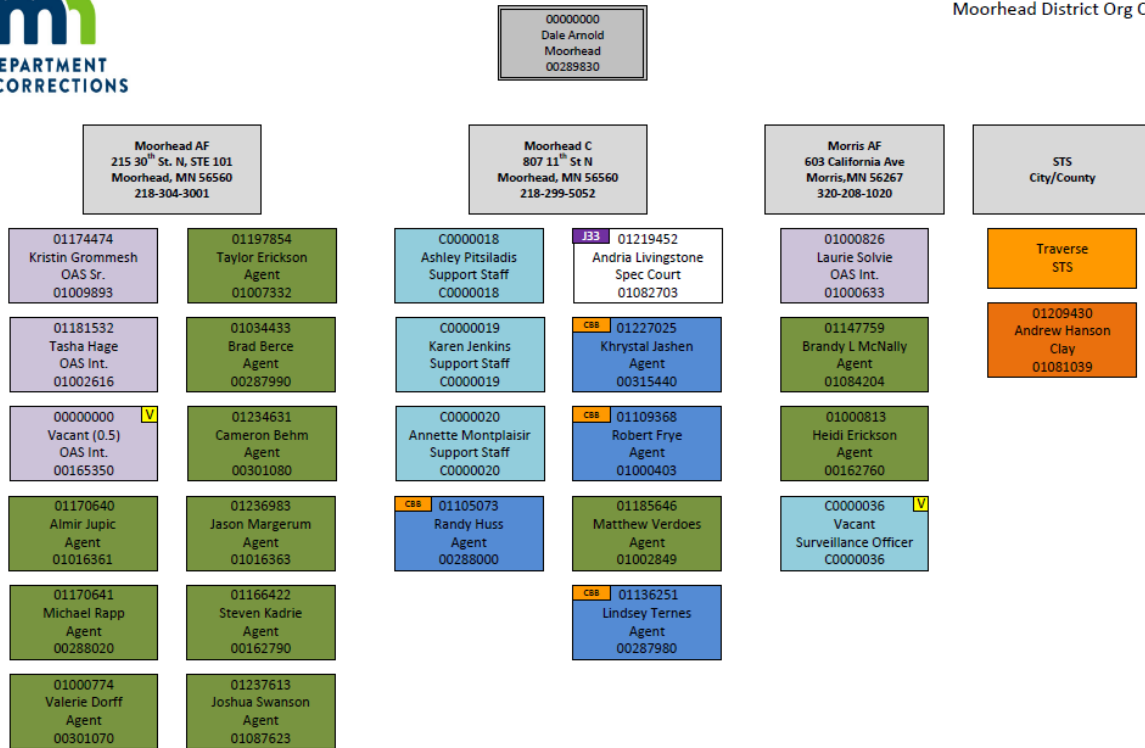 Moorhead District Org C
EPARTMENT
CORRECTIONS
00000000
Dale Arnold
Moorhead
00289830
Moorhead AF
215 30th St. N, STE 101
Moorhead, MN 56560
218-304-3001
Moorhead C
807 11th St N
Moorhead, MN 56560
218-299-5052
Morris AF
603 California Ave
Morris,MN 56267
320-208-1020
STS
City/County
01174474
Kristin Grommesh
OAS Sr.
01009893
01181532
Tasha Hage
OAS Int.
01002616
00000000 V
Vacant (0.5)
OAS Int.
00165350
01170640
Almir Jupic
Agent
01016361
01170641
Michael Rapp
Agent
00288020
01000774
Valerie Dorff
Agent
00301070
01197854
Taylor Erickson
Agent
01007332
01034433
Brad Berce
Agent
00287990
01234631
Cameron Behm
Agent
00301080
01236983
Jason Margerum
Agent
01016363
01166422
Steven Kadrie
Agent
00162790
01237613
Joshua Swanson
Agent
01087623
C0000018
Ashley Pitsiladis
Support Staff
C0000018
C0000019
Karen Jenkins
Support Staff
C0000019
C0000020
Annette Montplaisir
Support Staff
C0000020
CBB 01105073
Randy Huss
Agent
00288000
J33 01219452
Andria Livingstone
Spec Court
01082703
CBB 01227025
Khrystal Jashen
Agent
00315440
CBB 01109368
Robert Frye
Agent
01000403
01185646
Matthew Verdoes
Agent
01002849
CBB 01136251
Lindsey Ternes
Agent
00287980
01000826
Laurie Solvie
OAS Int.
01000633
01147759
Brandy L McNally
Agent
01084204
01000813
Heidi Erickson
Agent
00162760
C0000036 V
Vacant
Surveillance Officer
C0000036
Traverse
STS
01209430
Andrew Hanson
Clay
01081039